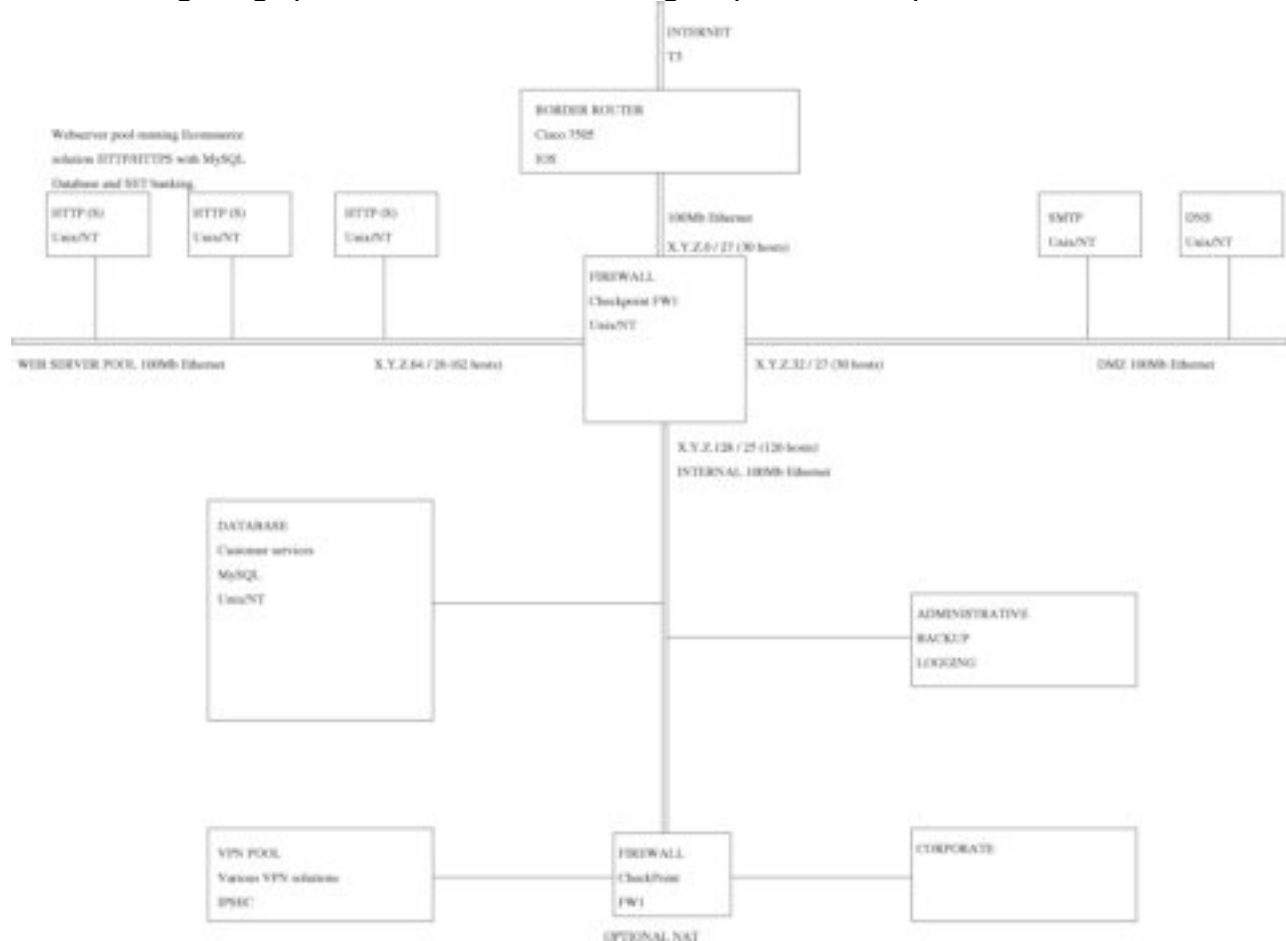 INTERNET
T3
BORDER ROUTER
Cisco 7505
IOS
Webserver pool running Ecommerce
solution HTTP/HTTPS with MySQL
Database and SET banking.
HTTP (S)
Unix/NT
HTTP (S)
Unix/NT
HTTP (S)
Unix/NT
100Mb Ethernet
X.Y.Z.0 / 27 (30 hosts)
SMTP
Unix/NT
DNS
Unix/NT
FIREWALL
Checkpoint FW1
Unix/NT
WEB SERVER POOL 100Mb Ethernet
X.Y.Z.64 / 26 (62 hosts)
X.Y.Z.32 / 27 (30 hosts)
DMZ 100Mb Ethernet
X.Y.Z.128 / 25 (126 hosts)
INTERNAL 100Mb Ethernet
DATABASE
Customer services
MySQL
Unix/NT
ADMINISTRATIVE
BACKUP
LOGGING
VPN POOL
Various VPN solutions
IPSEC
FIREWALL
CheckPoint
FW1
CORPORATE
OPTIONAL NAT